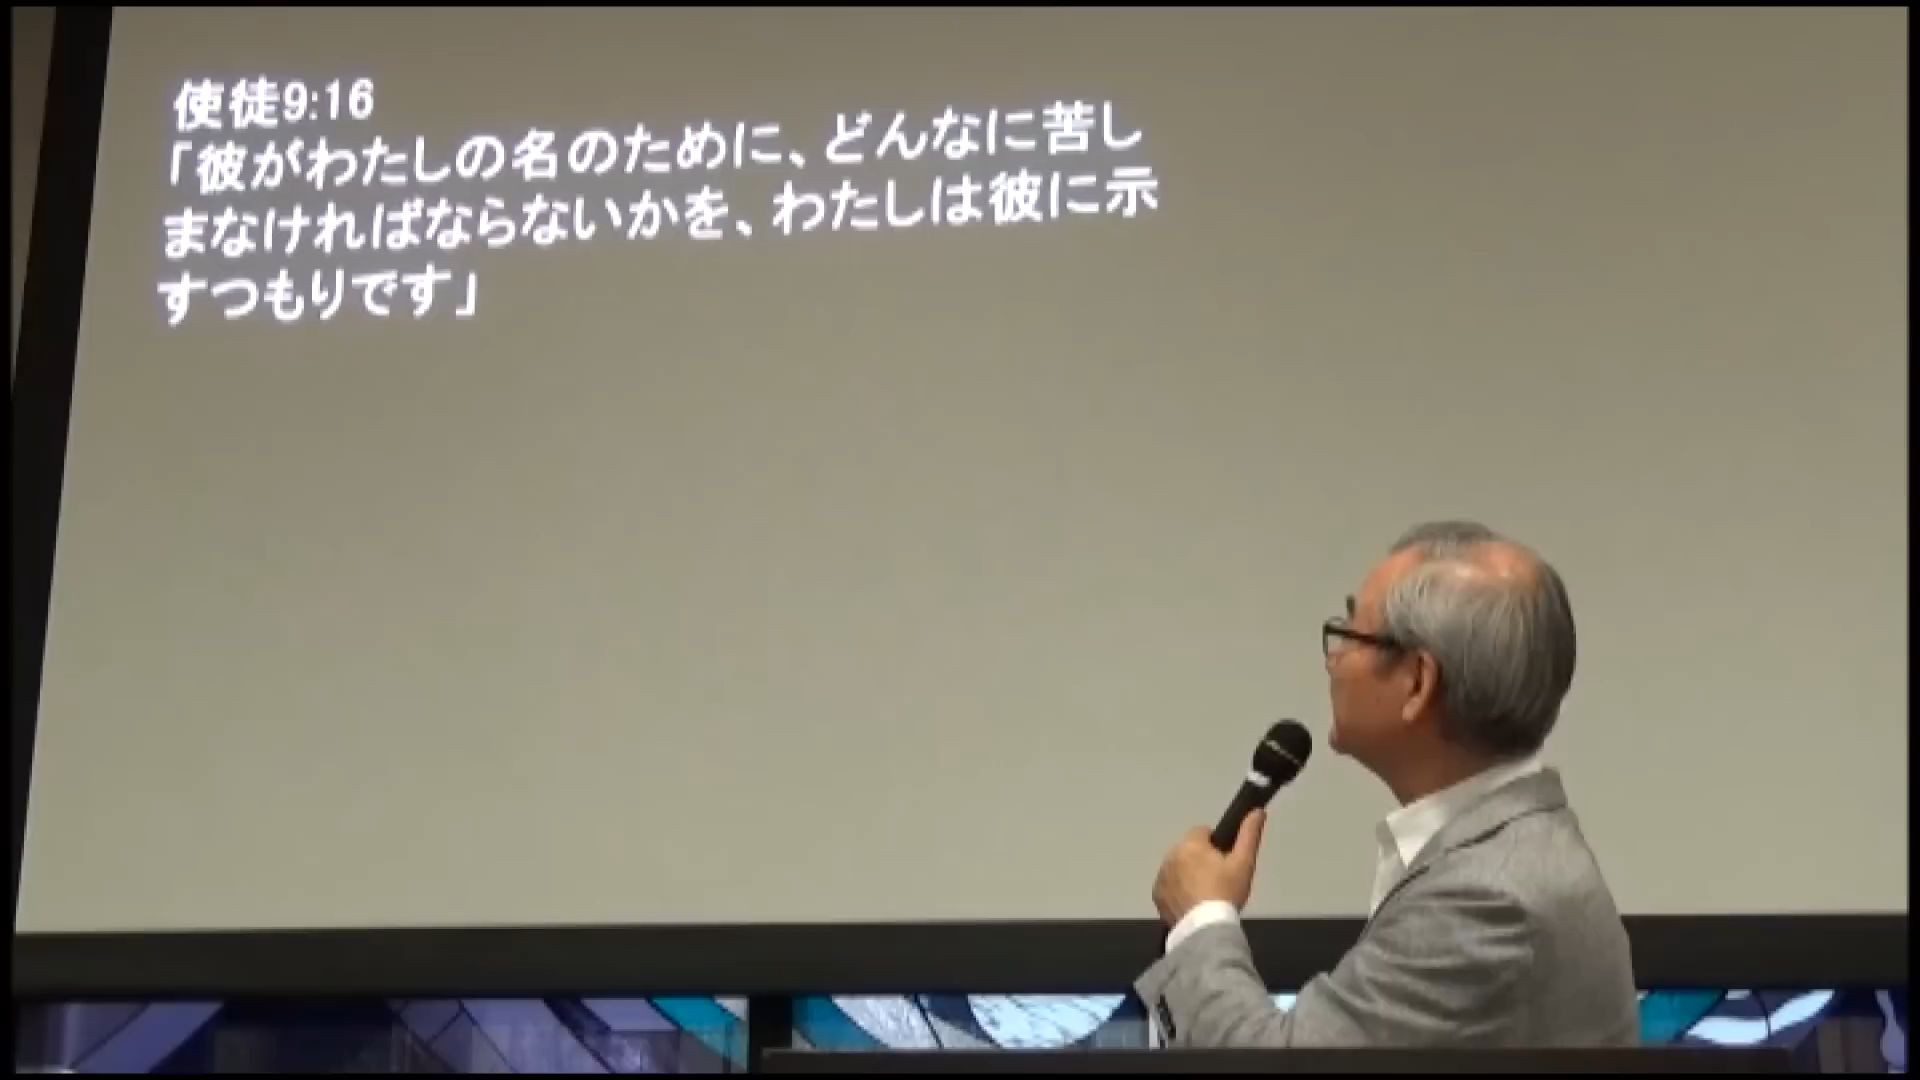 使徒9:16
「彼がわたしの名のために、どんなに苦し
まなければならないかを、わたしは彼に示
すつもりです」